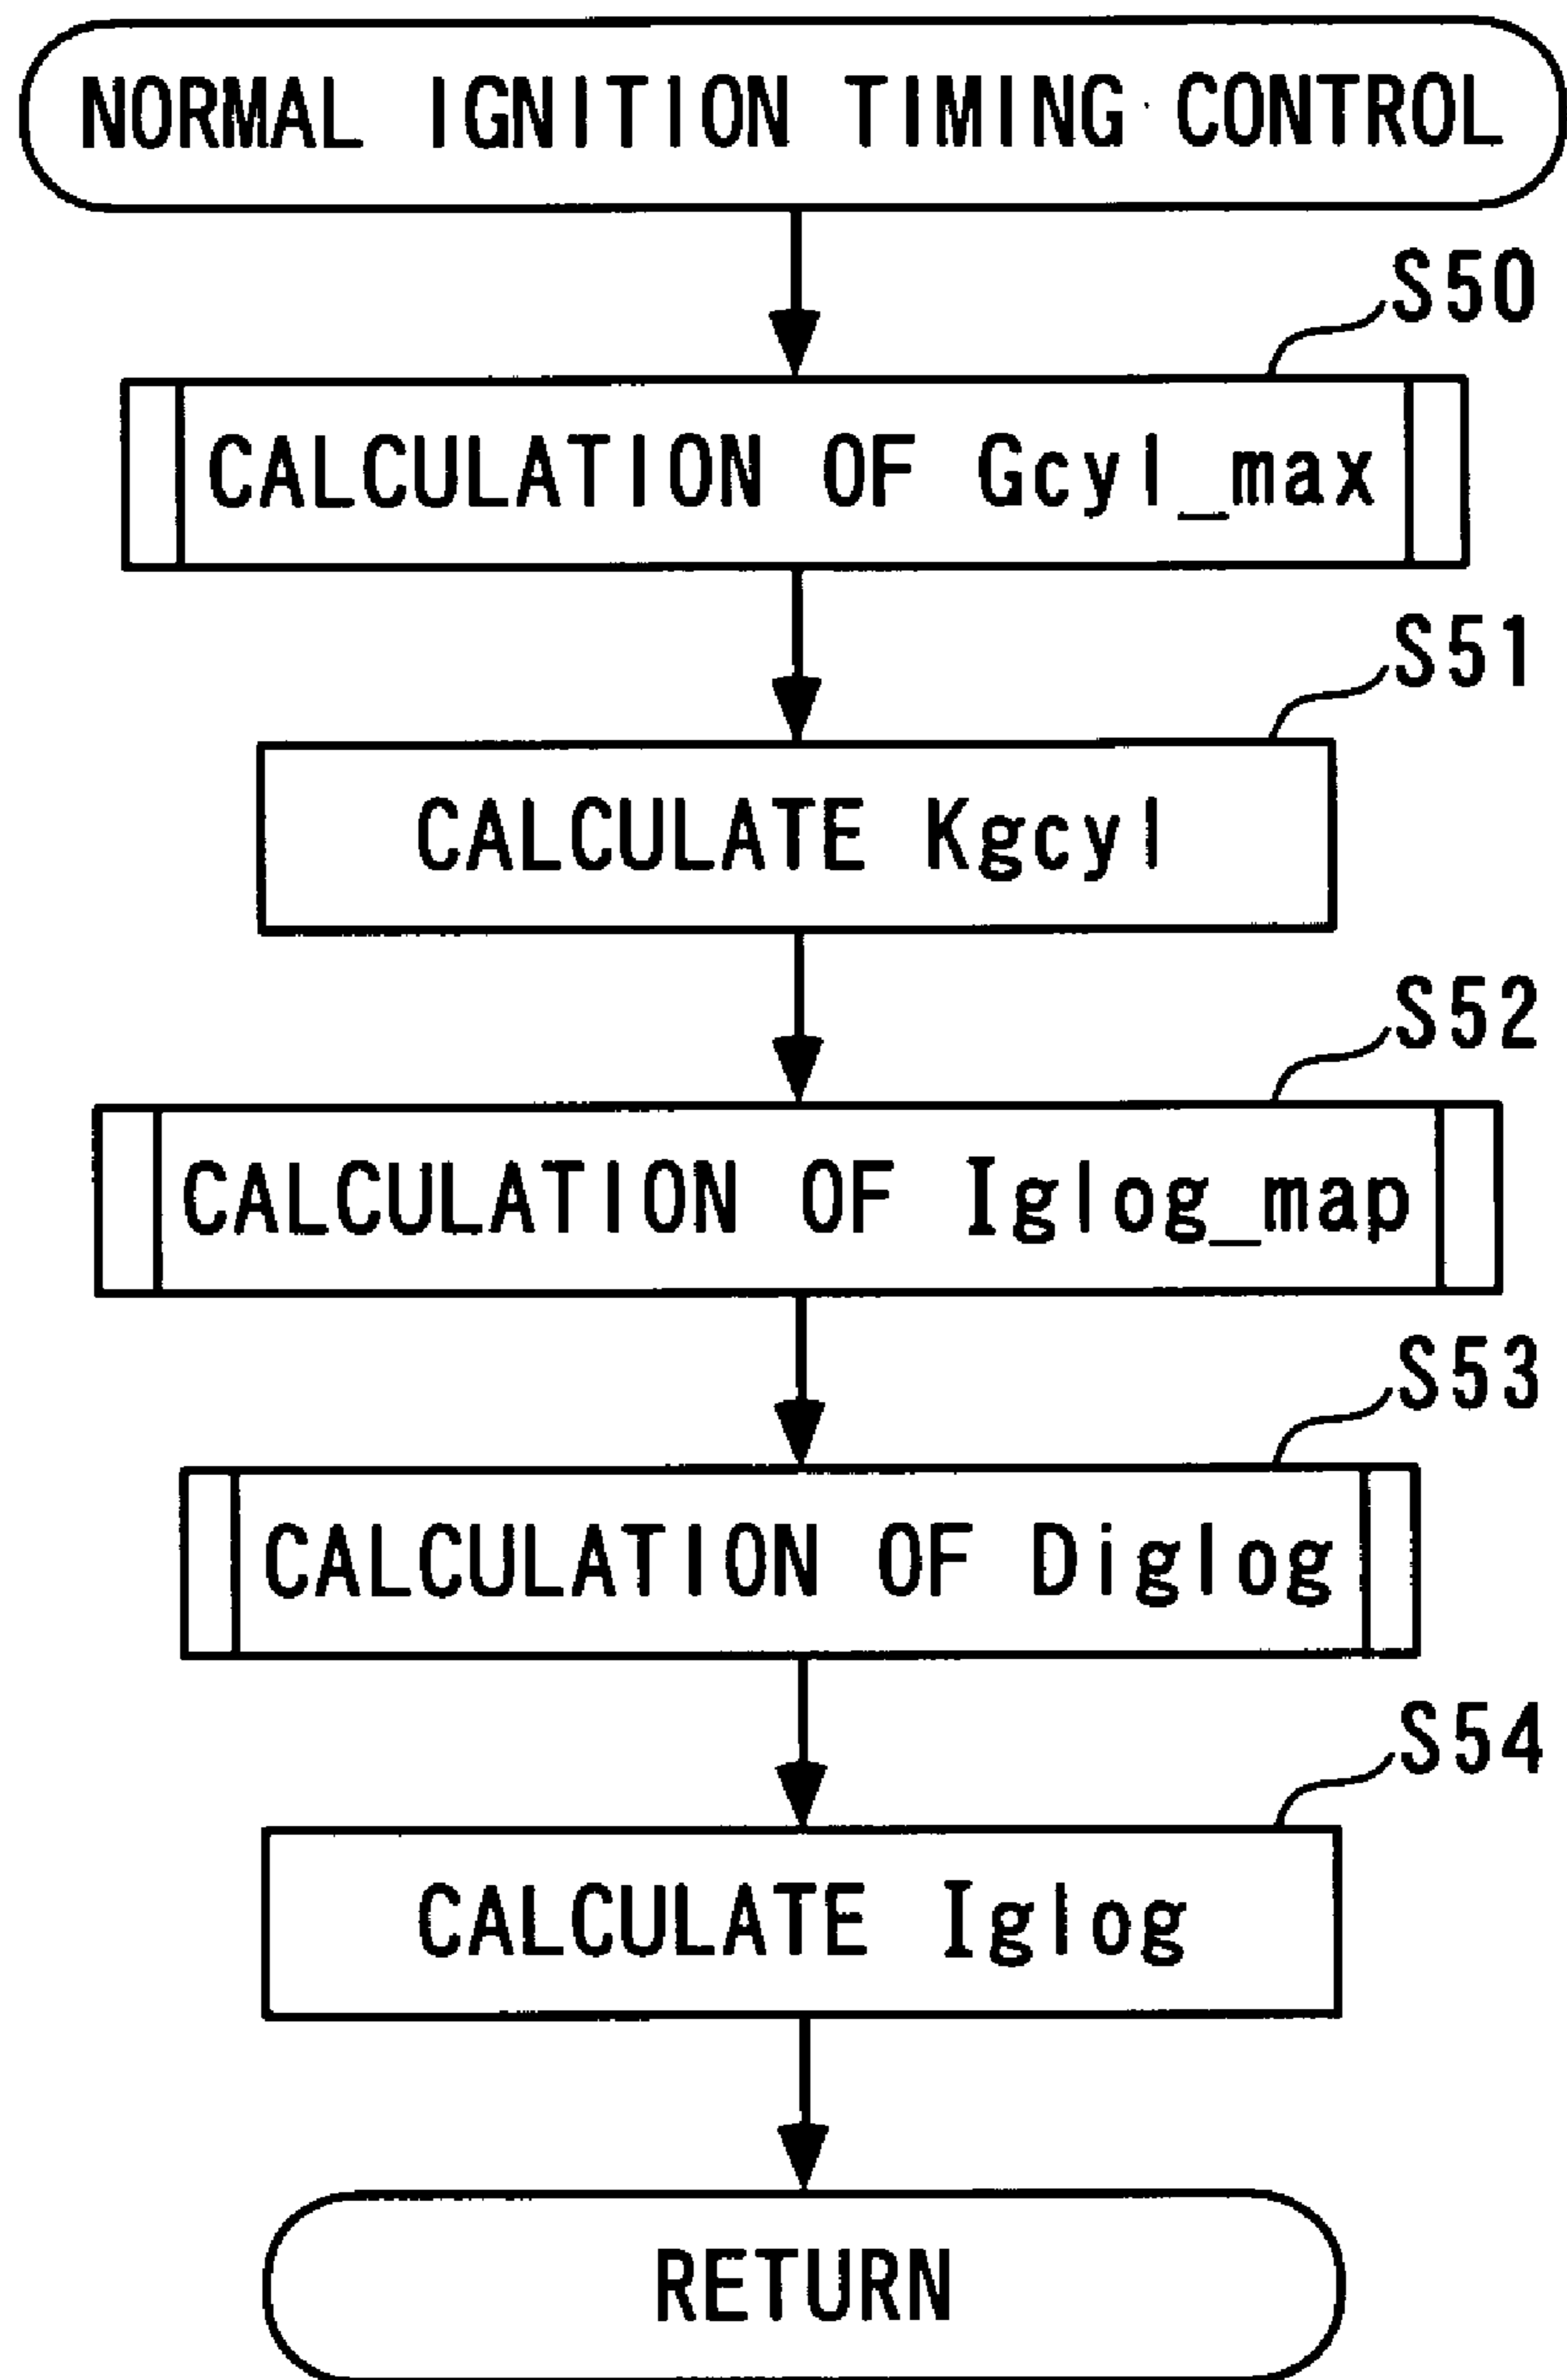 NORMAL IGNITION TIMING CONTROL
S50
CALCULATION OF Gcyl_max
S51
CALCULATE Kgcyl
S52
CALCULATION OF Iglog_map
S53
CALCULATION OF Diglog
S54
CALCULATE Iglog
RETURN